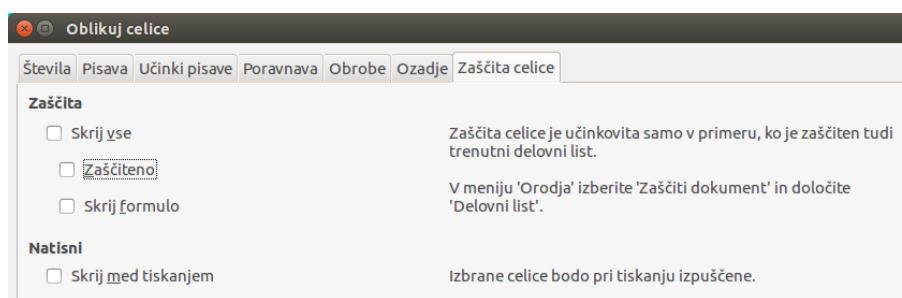 Oblikuj celice
Števila Pisava Učinki pisave Poravnava Obrobe Ozadje Zaščita celice
Zaščita
Skrij vse
Zaščita celice je učinkovita samo v primeru, ko je zaščiten tudi
trenutni delovni list.
Zaščiteno
V meniju 'Orodja' izberite 'Zaščiti dokument' in določite
'Delovni list'.
Skrij formulo
Natisni
Skrij med tiskanjem
Izbrane celice bodo pri tiskanju izpuščene.